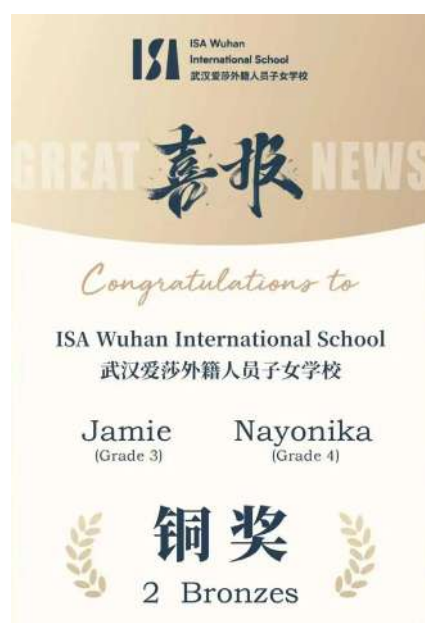 ISA
ISA Wuhan
International School
武汉爱莎外籍人员子女学校
GREAT 喜报 NEWS
Congratulations to
ISA Wuhan International School
武汉爱莎外籍人员子女学校
Jamie Nayonika
(Grade 3) (Grade 4)
铜奖
2 Bronzes